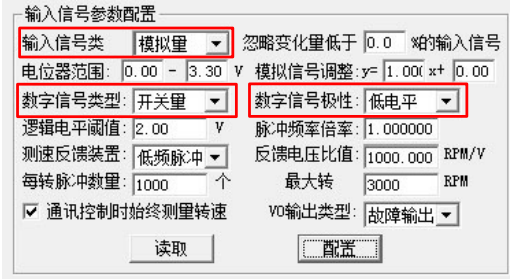 输入信号参数配置
输入信号类 模拟量 忽略变化量低于 0.0 %的输入信号
电位器范围: 0.00 - 3.30 V 模拟信号调整:y= 1.00( x+ 0.00
数字信号类型: 开关量 数字信号极性: 低电平
逻辑电平阈值: 2.00 V 脉冲频率倍率: 1.000000
测速反馈装置: 低频脉冲 反馈电压比值: 1000.000 RPM/V
每转脉冲数量: 1000 个 最大转 3000 RPM
通讯控制时始终测量转速 VO输出类型: 故障输出
读取 配置